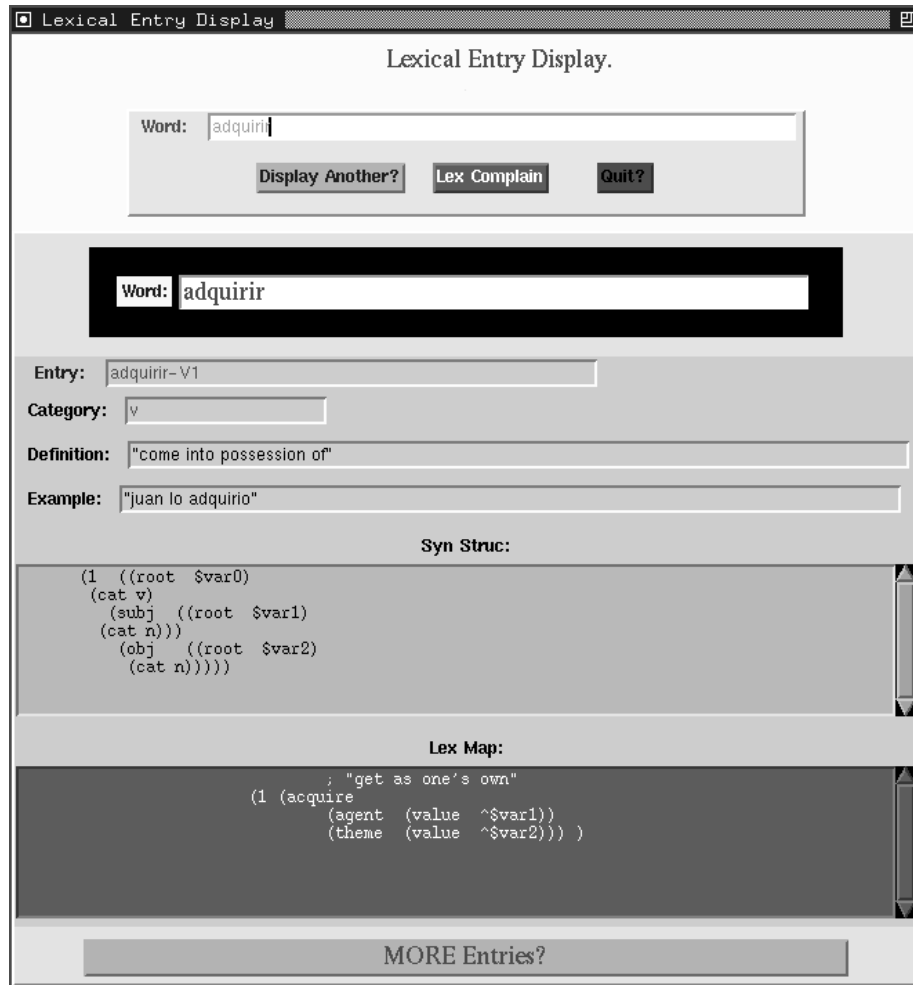 Lexical Entry Display
Lexical Entry Display.
Word: adquirir
Display Another? Lex Complain Quit?
Word: adquirir
Entry: adquirir-V1
Category: v
Definition: "come into possession of"
Example: "juan lo adquirio"
Syn Struc:
(1 ((root $var0)
(cat v)
(subj ((root $var1)
(cat n)))
(obj ((root $var2)
(cat n)))))
Lex Map:
; "get as one's own"
(1 (acquire
(agent (value ^$var1))
(theme (value ^$var2))) )
MORE Entries?